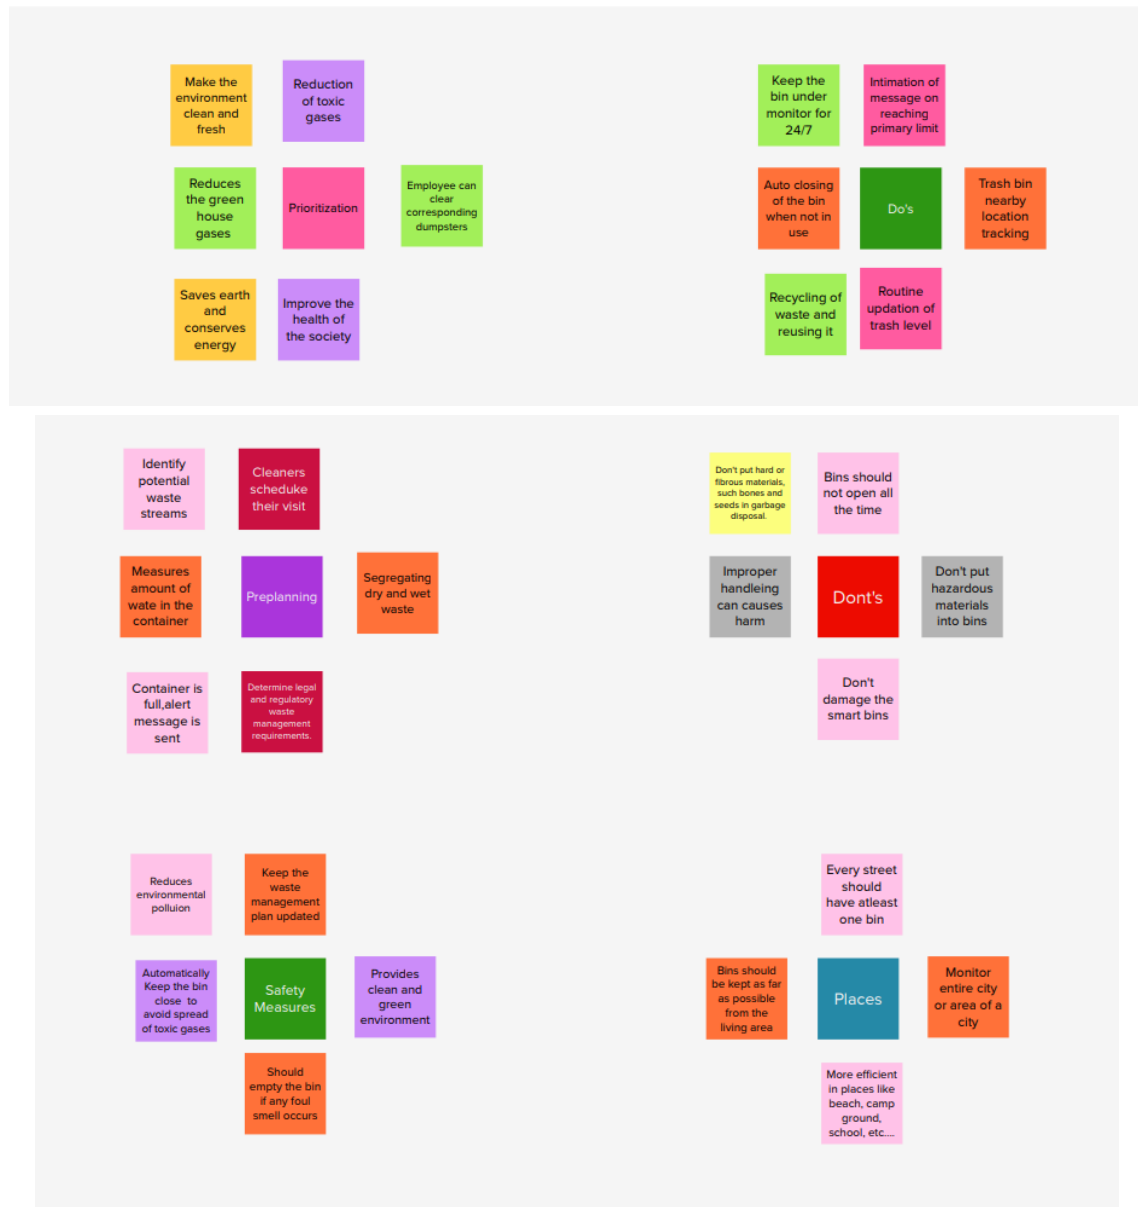 Make the
environment
clean and
fresh
Reduction
of toxic
gases
Reduces
the green
house
gases
Prioritization
Employee can
clear
corresponding
dumpsters
Saves earth
and
conserves
energy
Improve the
health of
the society
Keep the
bin under
monitor for
24/7
Intimation of
message on
reaching
primary limit
Auto closing
of the bin
when not in
use
Do's
Trash bin
nearby
location
tracking
Recycling of
waste and
reusing it
Routine
updation of
trash level
Identify
potential
waste
streams
Cleaners
scheduke
their visit
Measures
amount of
wate in the
container
Preplanning
Segregating
dry and wet
waste
Container is
full,alert
message is
sent
Determine legal
and regulatory
waste
management
requirements.
Don't put hard or
fibrous materials,
such bones and
seeds in garbage
disposal.
Bins should
not open all
the time
Improper
handleing
can causes
harm
Dont's
Don't put
hazardous
materials
into bins
Don't
damage the
smart bins
Reduces
environmental
polluion
Keep the
waste
management
plan updated
Automatically
Keep the bin
close to
avoid spread
of toxic gases
Safety
Measures
Provides
clean and
green
environment
Should
empty the bin
if any foul
smell occurs
Every street
should
have atleast
one bin
Bins should
be kept as far
as possible
from the
living area
Places
Monitor
entire city
or area of a
city
More efficient
in places like
beach, camp
ground,
school, etc....